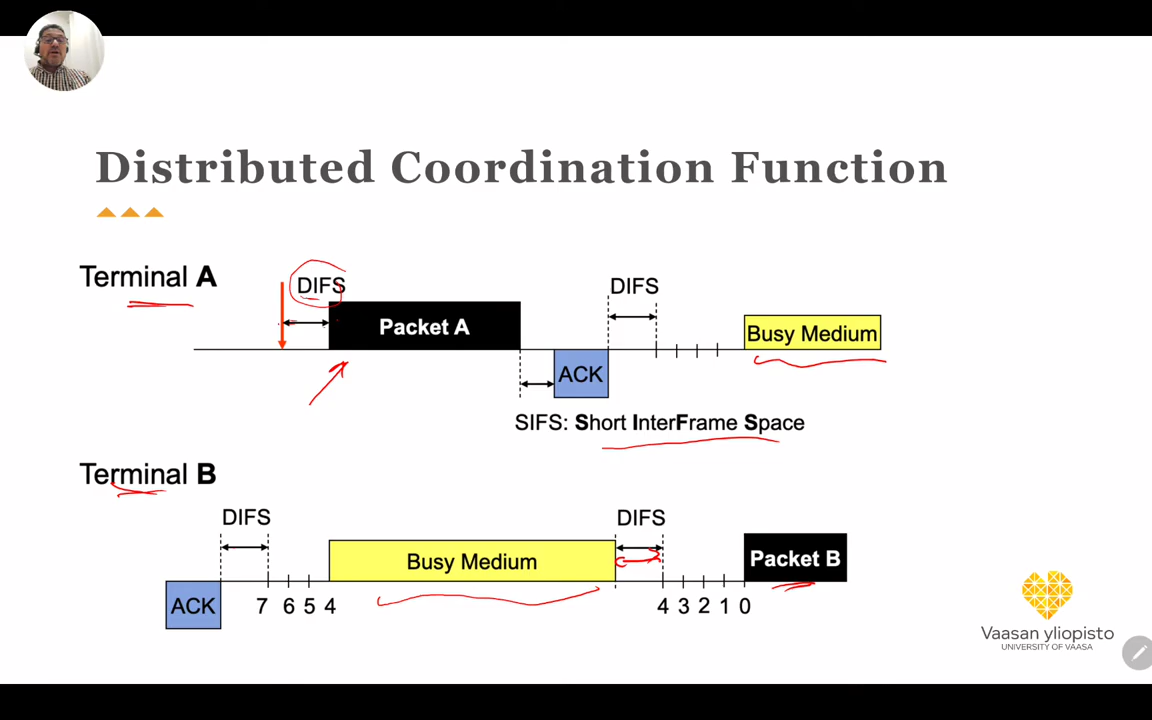 Distributed Coordination Function
Terminal A
DIFS
DIFS
Packet A
Busy Medium
ACK
SIFS: Short InterFrame Space
Terminal B
DIFS
DIFS
Busy Medium
Packet B
ACK
7 6 5 4
4 3 2 1 0
Vaasan yliopisto
UNIVERSITY OF VAASA